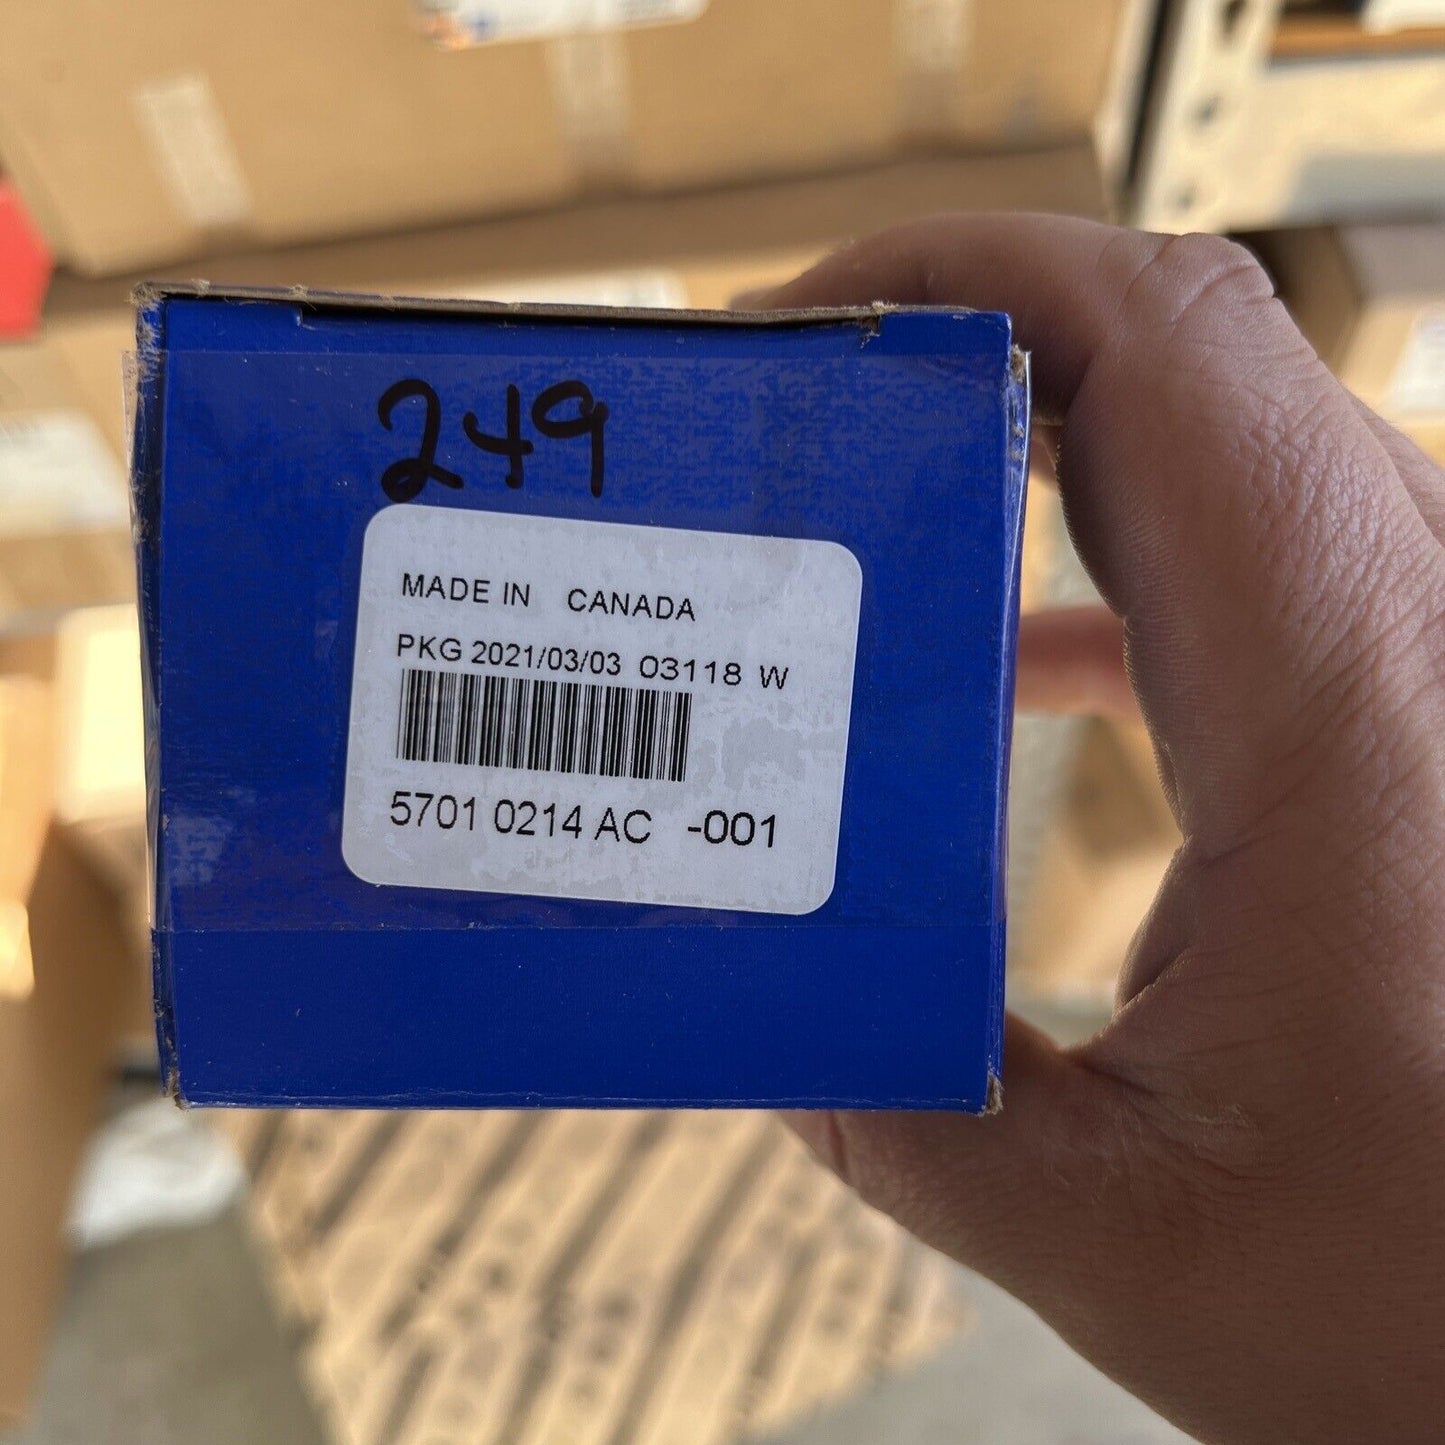 249
MADE IN CANADA
PKG 2021/03/03 03118 W
5701 0214 AC -001